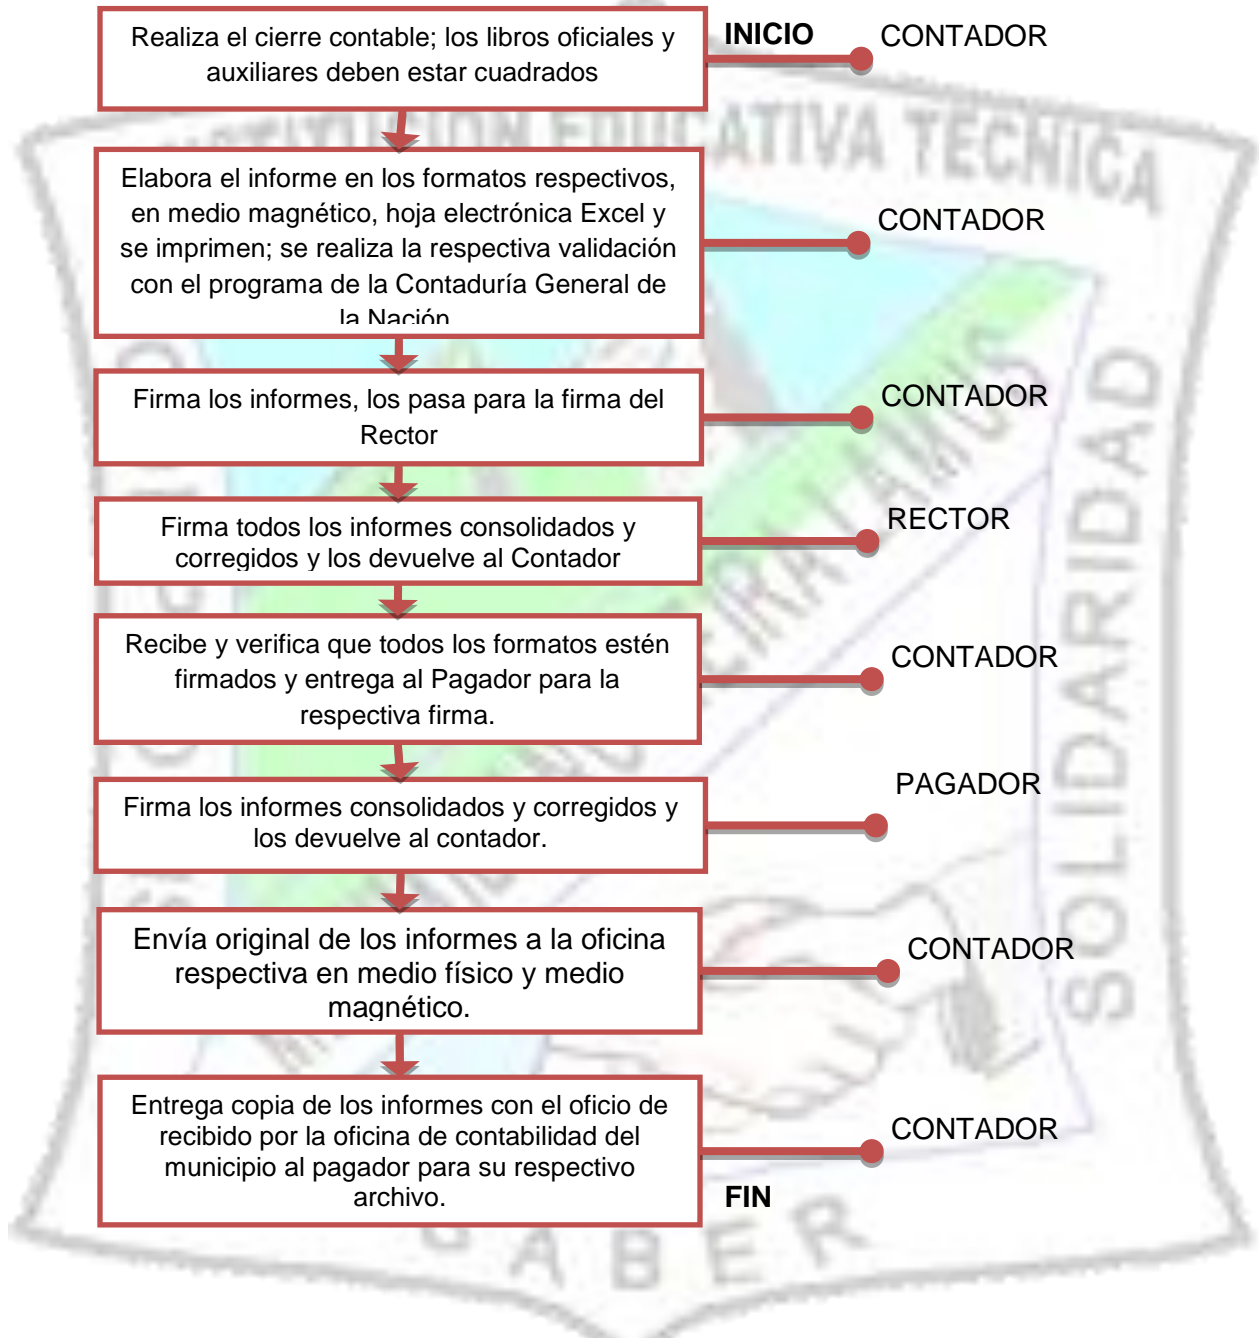 Realiza el cierre contable; los libros oficiales y
auxiliares deben estar cuadrados
INICIO
CONTADOR
Elabora el informe en los formatos respectivos,
en medio magnético, hoja electrónica Excel y
se imprimen; se realiza la respectiva validación
con el programa de la Contaduría General de
la Nación
CONTADOR
Firma los informes, los pasa para la firma del
Rector
CONTADOR
Firma todos los informes consolidados y
corregidos y los devuelve al Contador
RECTOR
Recibe y verifica que todos los formatos estén
firmados y entrega al Pagador para la
respectiva firma.
CONTADOR
Firma los informes consolidados y corregidos y
los devuelve al contador.
PAGADOR
Envía original de los informes a la oficina
respectiva en medio físico y medio
magnético.
CONTADOR
Entrega copia de los informes con el oficio de
recibido por la oficina de contabilidad del
municipio al pagador para su respectivo
archivo.
CONTADOR
FIN
INSTITUCION EDUCATIVA TECNICA
SOLIDARIDAD
SABER